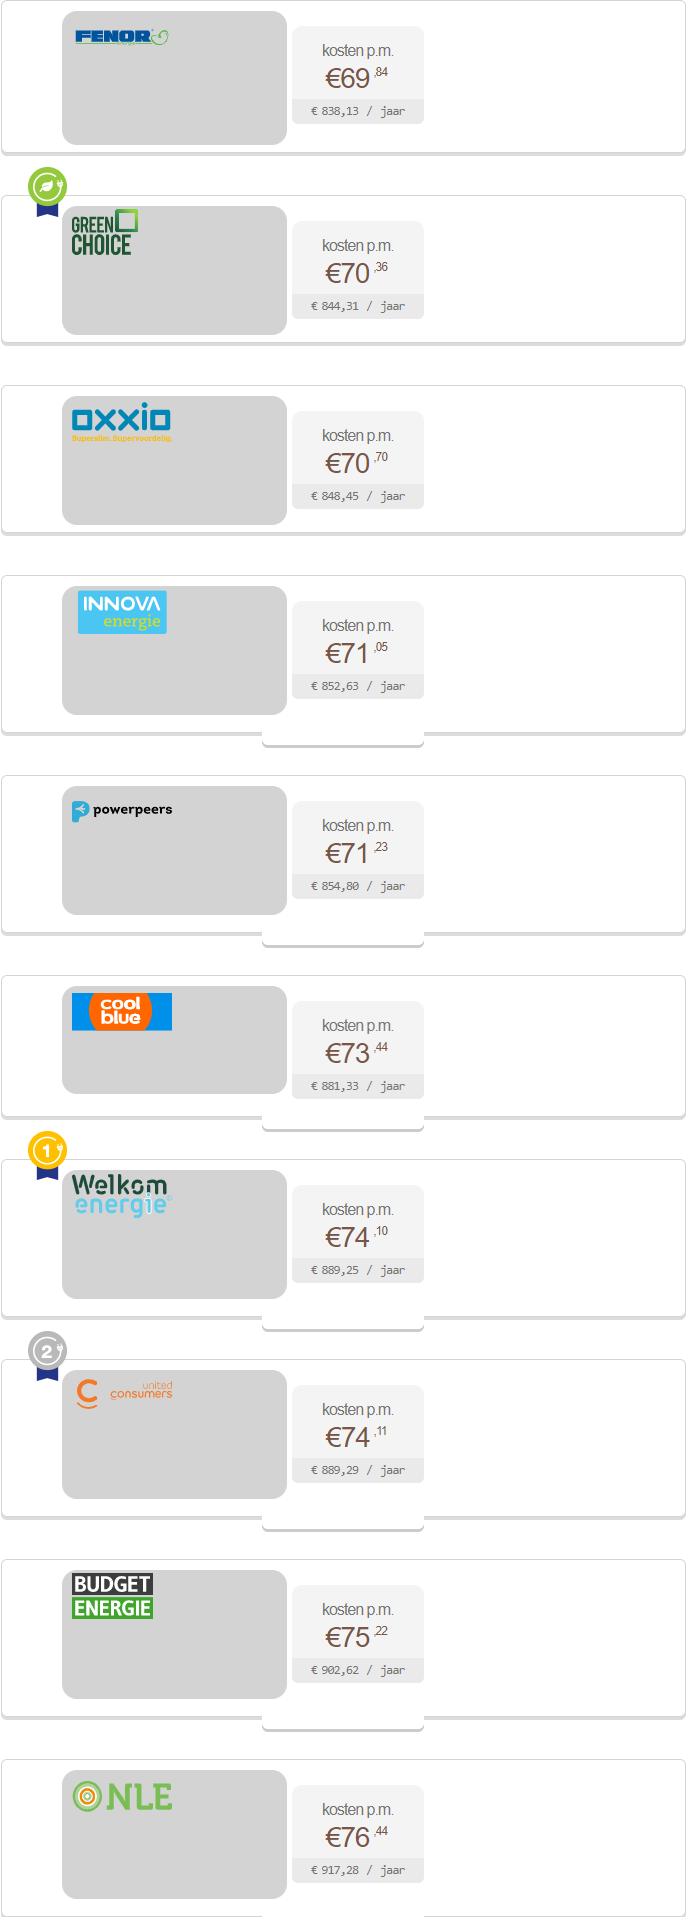 FENOR
kosten p.m.
€69,84
€ 838,13 / jaar
GREEN
CHOICE
kosten p.m.
€70,36
€ 844,31 / jaar
oxxio
Superslim. Supervoordelig.
kosten p.m.
€70,70
€ 848,45 / jaar
INNOVA
energie
kosten p.m.
€71,05
€ 852,63 / jaar
powerpeers
kosten p.m.
€71,23
€ 854,80 / jaar
cool
blue
kosten p.m.
€73,44
€ 881,33 / jaar
1
Welkom
energie
kosten p.m.
€74,10
€ 889,25 / jaar
2
united
consumers
kosten p.m.
€74,11
€ 889,29 / jaar
BUDGET
ENERGIE
kosten p.m.
€75,22
€ 902,62 / jaar
NLE
kosten p.m.
€76,44
€ 917,28 / jaar